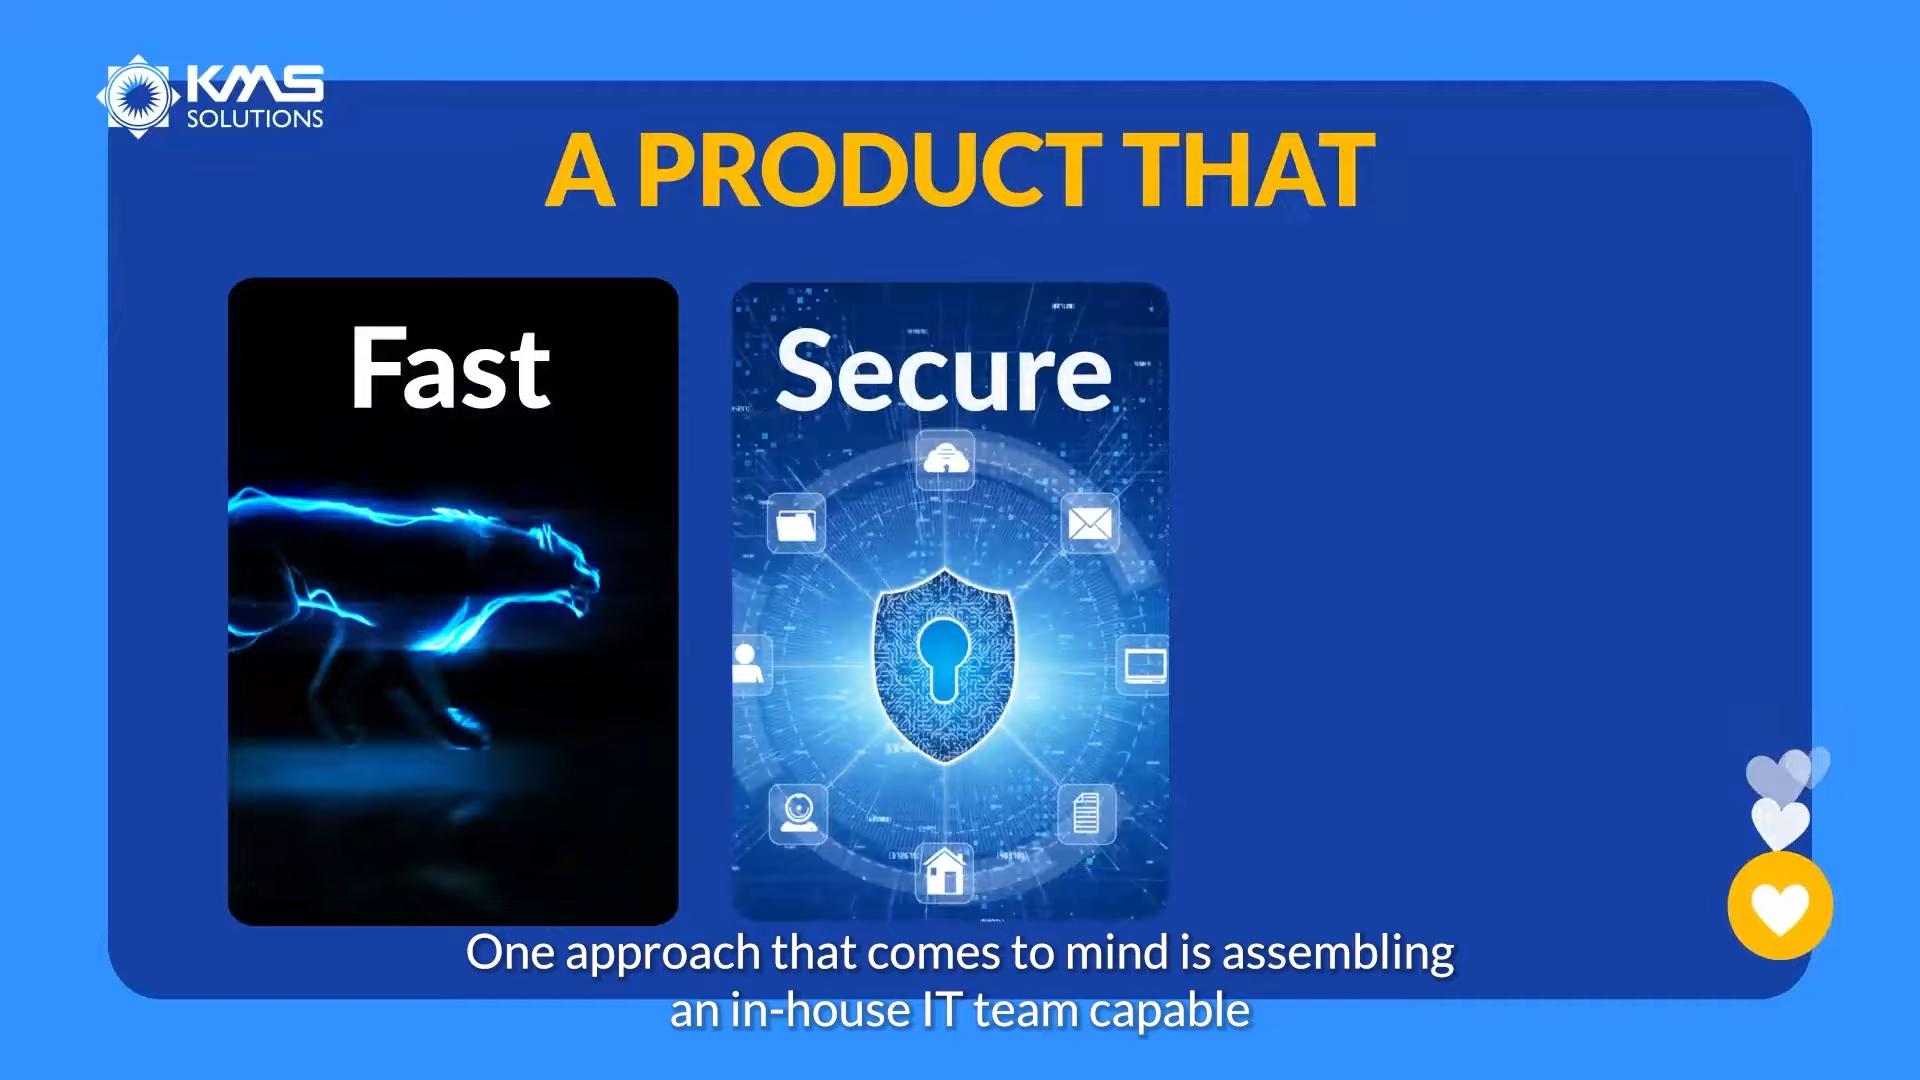 KMS
SOLUTIONS
A PRODUCT THAT
Fast
Secure
One approach that comes to mind is assembling
an in-house IT team capable